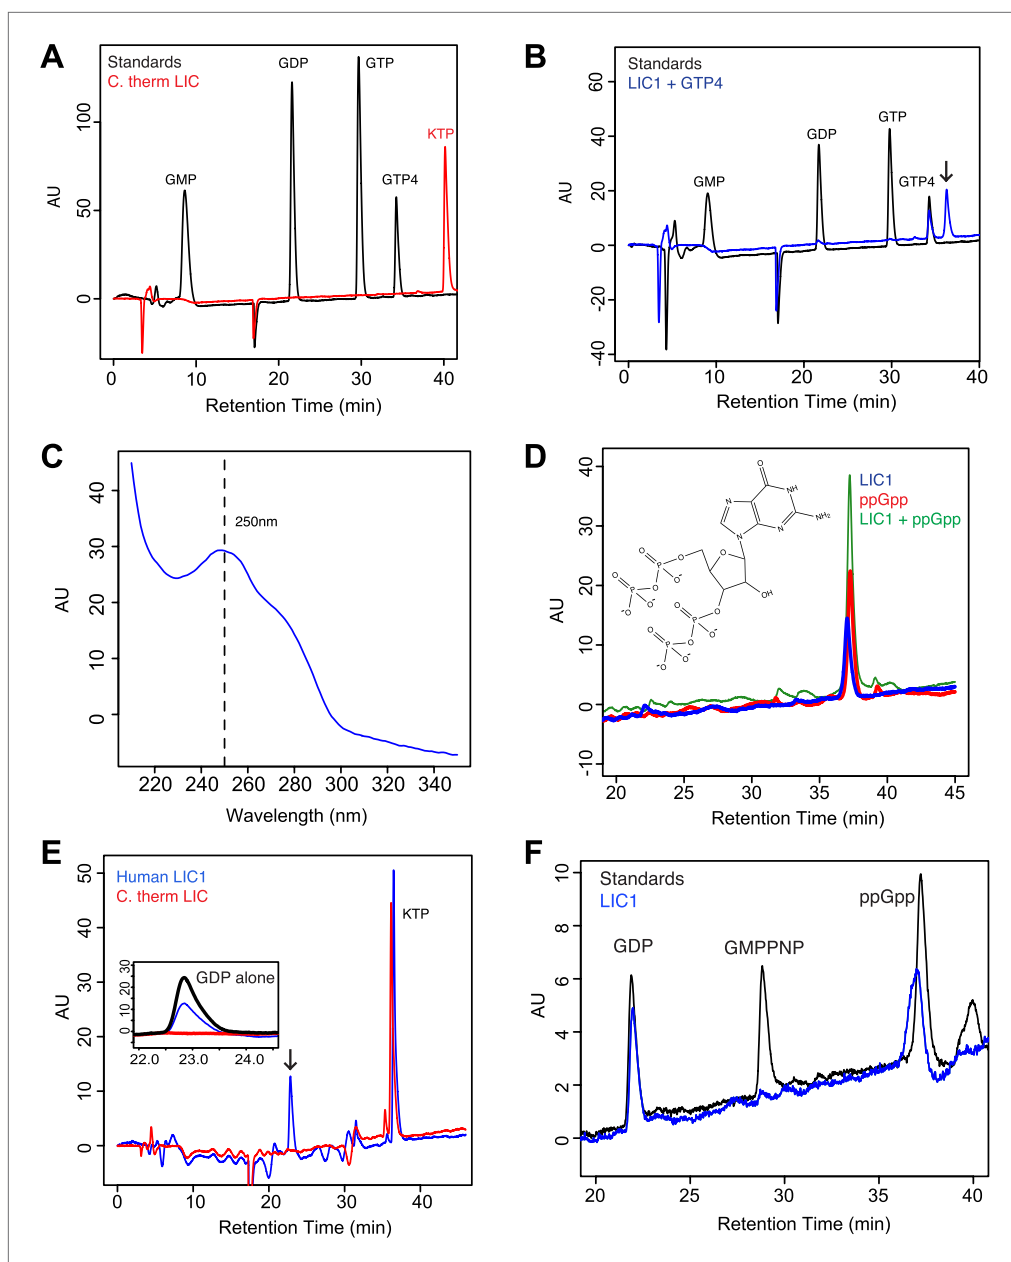 A
Standards
C. therm LIC
GMP
GDP
GTP
GTP4
KTP
AU
100
50
0
0 10 20 30 40
Retention Time (min)
B
Standards
LIC1 + GTP4
GMP
GDP
GTP
GTP4
AU
60
40
20
0
-20
-40
0 10 20 30 40
Retention Time (min)
C
250nm
AU
40
30
20
10
0
220 240 260 280 300 320 340
Wavelength (nm)
D
LIC1
ppGpp
LIC1 + ppGpp
O
N
NH
N
N
NH2
O
O
O
P
O-
O
O
P
-O
O-
O
OH
O
P
O-
O
O
P
-O
O-
AU
40
30
20
10
0
-10
20 25 30 35 40 45
Retention Time (min)
E
Human LIC1
C. therm LIC
KTP
GDP alone
30
20
10
0
22.0 23.0 24.0
AU
50
40
30
20
10
0
0 10 20 30 40
Retention Time (min)
F
Standards
LIC1
GDP
GMPPNP
ppGpp
AU
10
8
6
4
2
0
20 25 30 35 40
Retention Time (min)